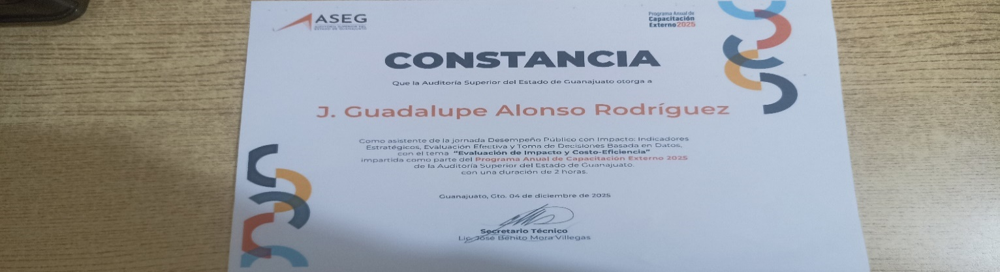 ASEG
AUDITORÍA SUPERIOR DEL
ESTADO DE GUANAJUATO
Programa Anual de
Capacitación
Externo 2025
CONSTANCIA
Que la Auditoría Superior del Estado de Guanajuato otorga a
J. Guadalupe Alonso Rodríguez
Como asistente de la jornada Desempeño Público con Impacto: Indicadores
Estratégicos, Evaluación Efectiva y Toma de Decisiones Basada en Datos,
con el tema "Evaluación de Impacto y Costo-Eficiencia"
impartida como parte del Programa Anual de Capacitación Externo 2025
de la Auditoría Superior del Estado de Guanajuato.
con una duración de 2 horas.
Guanajuato, Gto. 04 de diciembre de 2025
Secretario Técnico
Lic. José Benito Mora Villegas